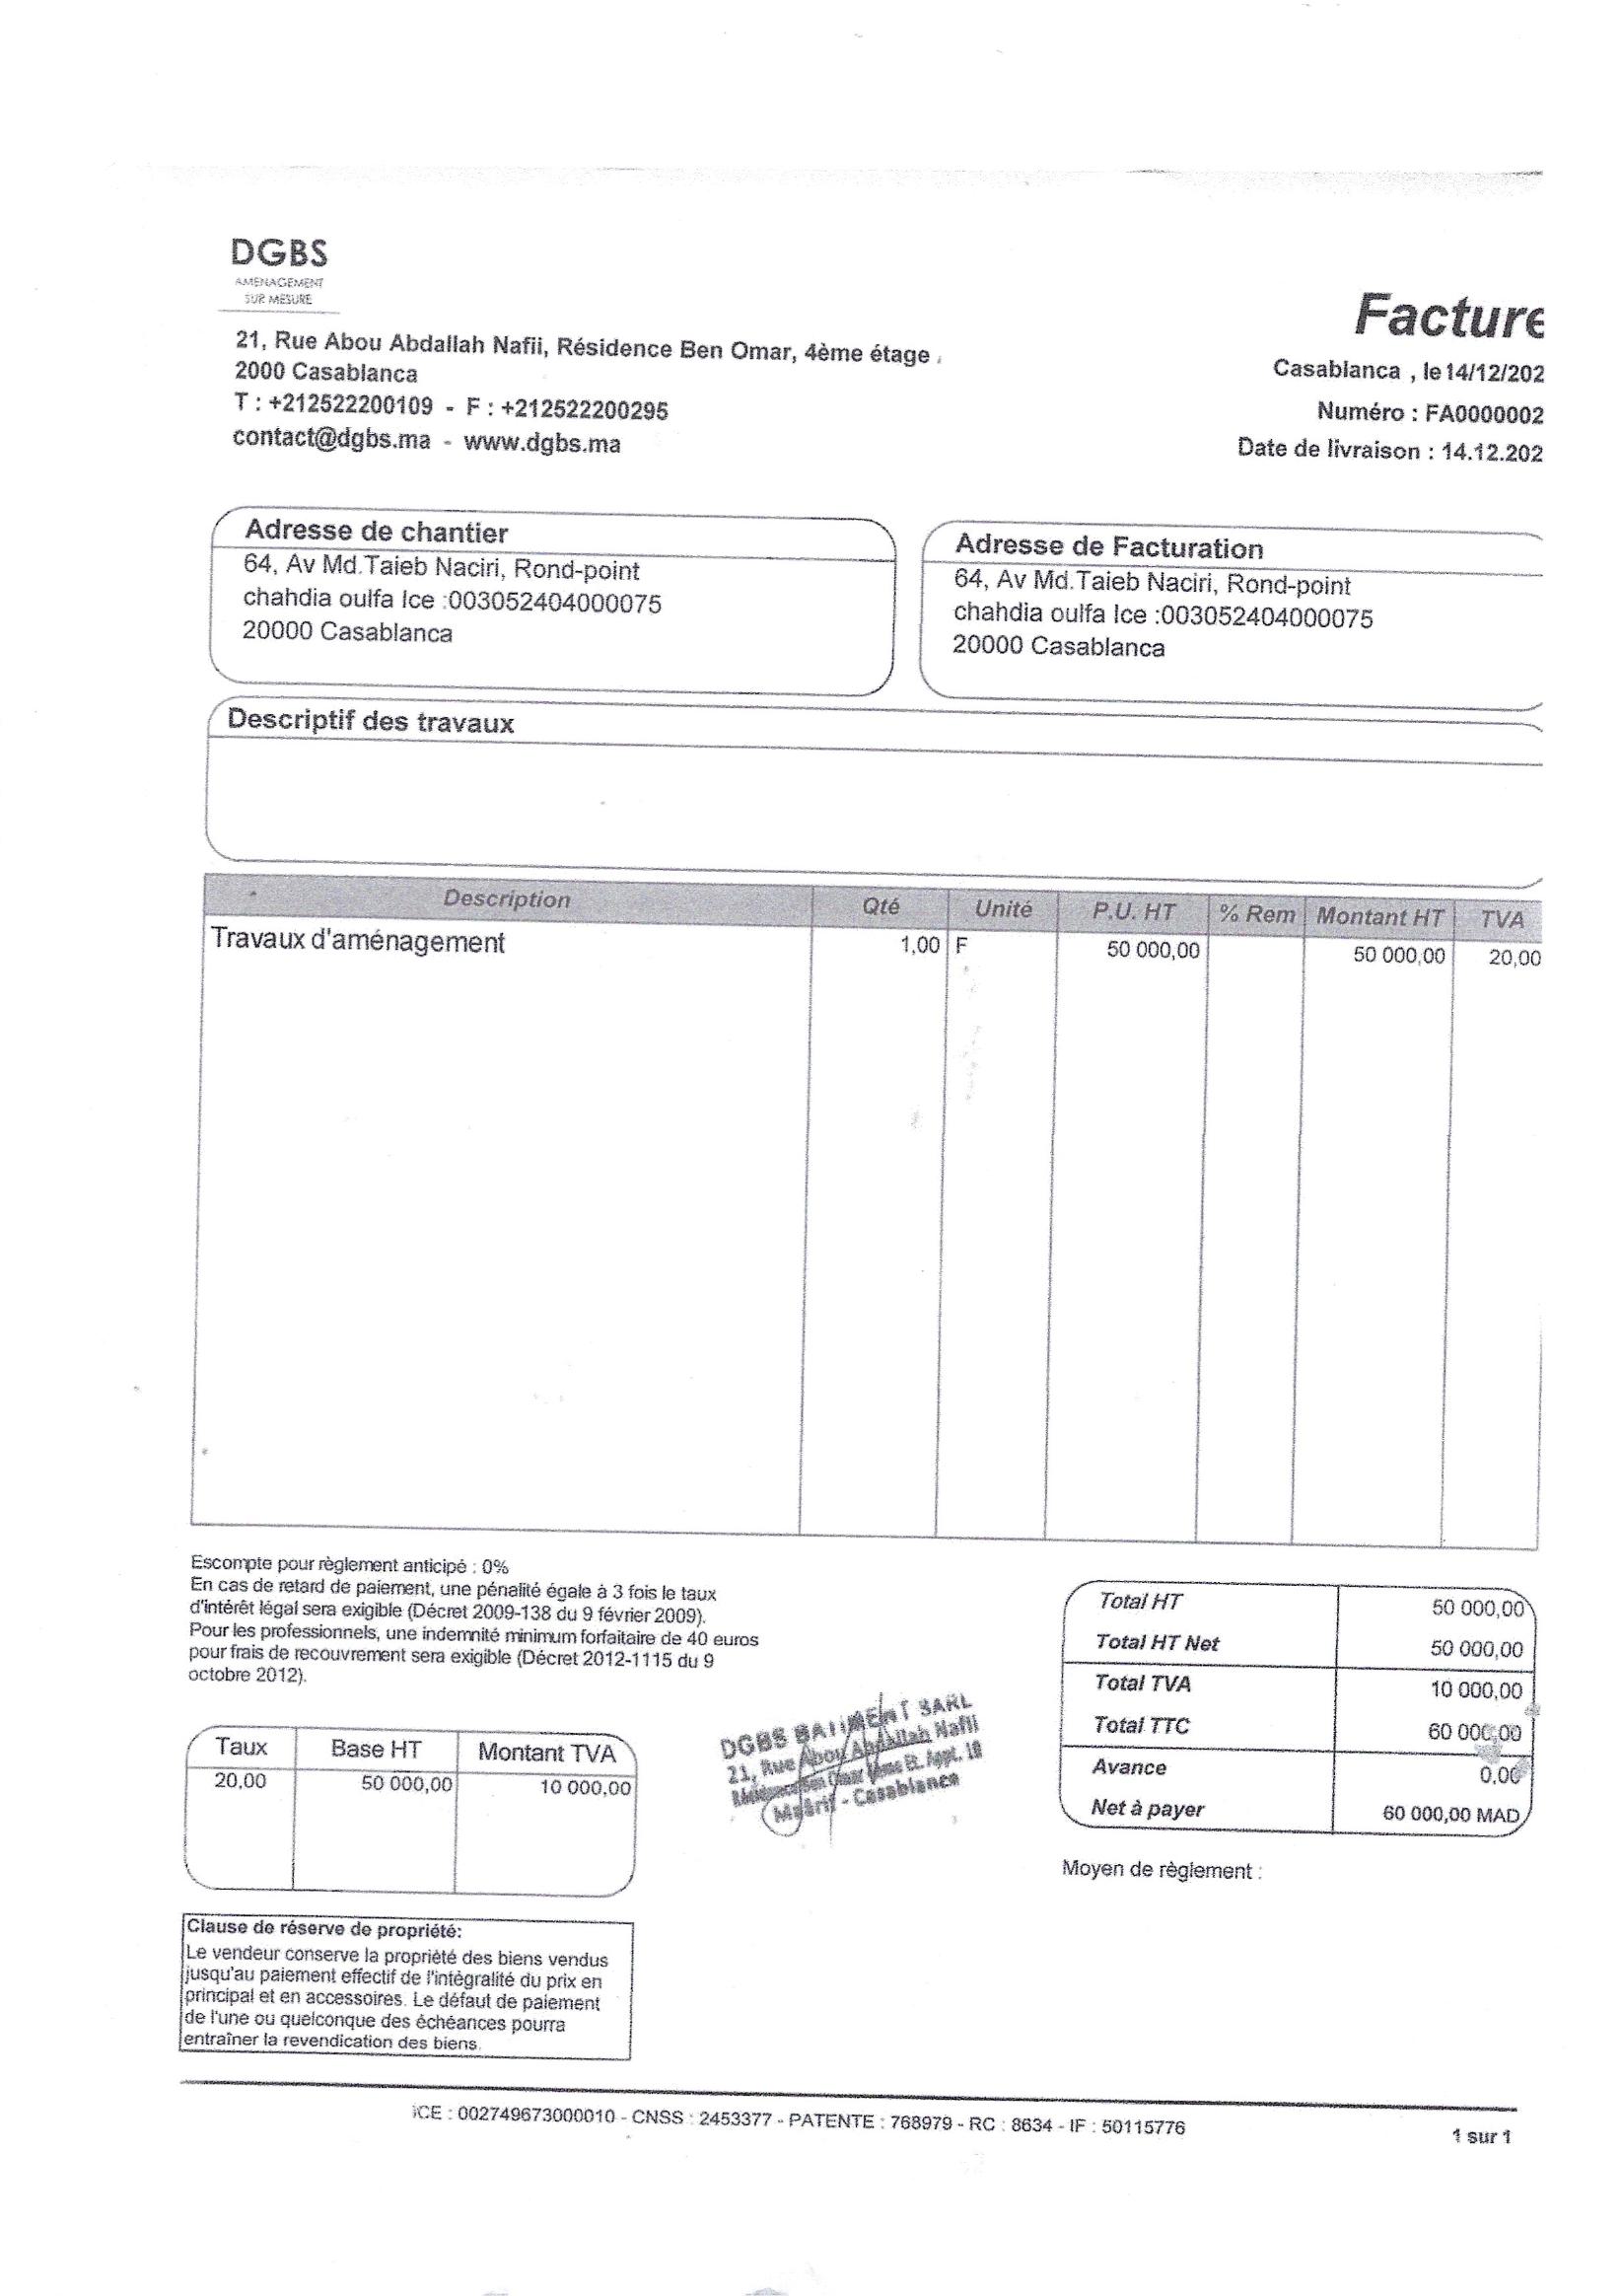 DGBS
AMENAGEMENT
SUR MESURE
21, Rue Abou Abdallah Nafii, Résidence Ben Omar, 4ème étage
2000 Casablanca
T : +212522200109 - F : +212522200295
contact@dgbs.ma - www.dgbs.ma
Facture
Casablanca , le 14/12/202
Numéro : FA0000002
Date de livraison : 14.12.202
Adresse de chantier
64, Av Md.Taieb Naciri, Rond-point
chahdia oulfa Ice :003052404000075
20000 Casablanca
Adresse de Facturation
64, Av Md.Taieb Naciri, Rond-point
chahdia oulfa Ice :003052404000075
20000 Casablanca
Descriptif des travaux
Description Qté Unité P.U. HT % Rem Montant HT TVA
Travaux d'aménagement 1,00 F 50 000,00 50 000,00 20,00
Escompte pour règlement anticipé : 0%
En cas de retard de paiement, une pénalité égale à 3 fois le taux
d'intérêt légal sera exigible (Décret 2009-138 du 9 février 2009).
Pour les professionnels, une indemnité minimum forfaitaire de 40 euros
pour frais de recouvrement sera exigible (Décret 2012-1115 du 9
octobre 2012).
Total HT 50 000,00
Total HT Net 50 000,00
Total TVA 10 000,00
Total TTC 60 000,00
Avance 0,00
Net à payer 60 000,00 MAD
Moyen de règlement :
Taux Base HT Montant TVA
20,00 50 000,00 10 000,00
DGBS BATIMENT SARL
21, Rue Abou Abdallah Nafii
Résidence Ben Omar 4ème Et. Appt. 18
Maârif - Casablanca
Clause de réserve de propriété:
Le vendeur conserve la propriété des biens vendus
jusqu'au paiement effectif de l'intégralité du prix en
principal et en accessoires. Le défaut de paiement
de l'une ou quelconque des échéances pourra
entraîner la revendication des biens.
ICE : 002749673000010 - CNSS : 2453377 - PATENTE : 768979 - RC : 8634 - IF : 50115776
1 sur 1